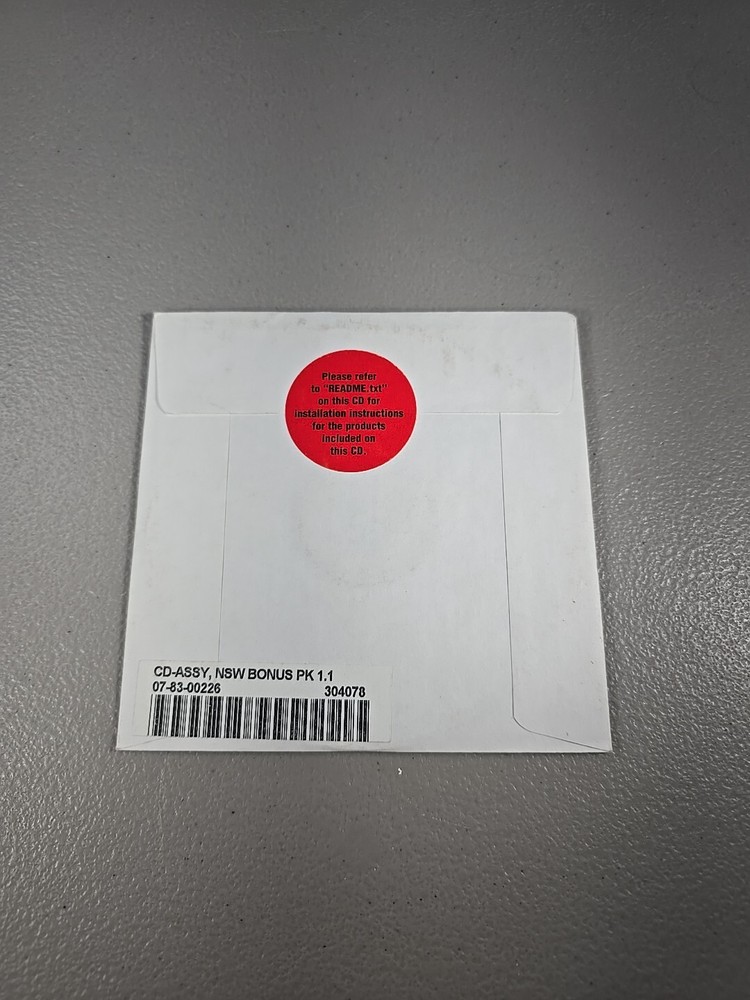 Please refer
to "README.txt"
on this CD for
installation instructions
for the products
included on
this CD.
CD-ASSY, NSW BONUS PK 1.1
07-83-00226 304078